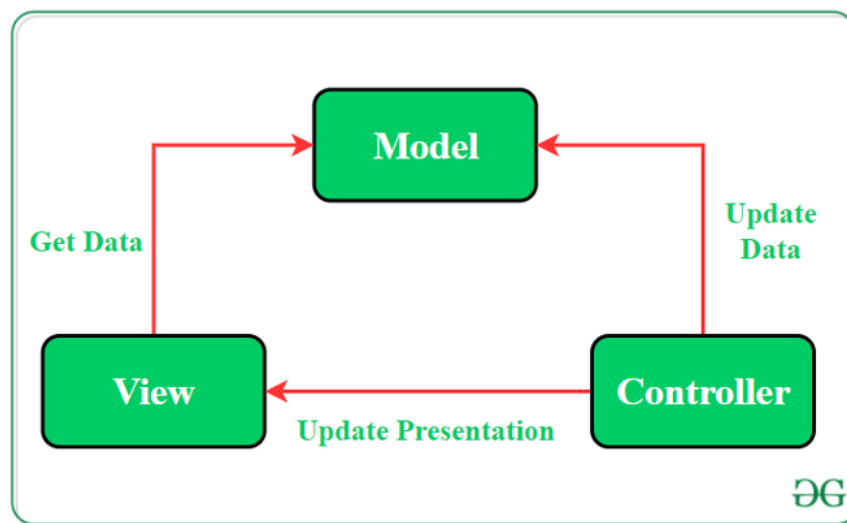 Model
Get Data
Update
Data
View
Controller
Update Presentation